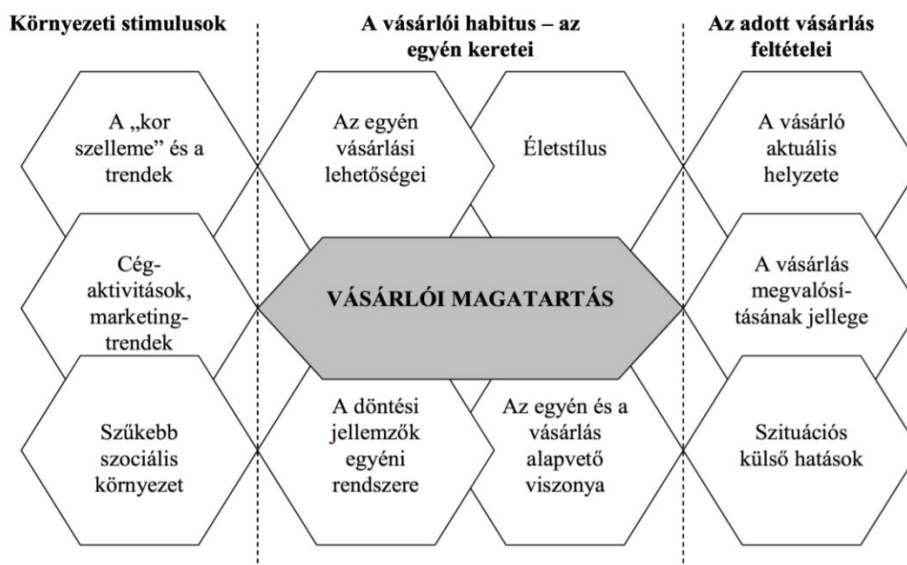 Környezeti stimulusok
A vásárlói habitus – az
egyén keretei
Az adott vásárlás
feltételei
A „kor
szelleme” és a
trendek
Az egyén
vásárlási
lehetőségei
Életstílus
A vásárló
aktuális
helyzete
Cég-
aktivitások,
marketing-
trendek
VÁSÁRLÓI MAGATARTÁS
A vásárlás
megvalósí-
tásának jellege
Szűkebb
szociális
környezet
A döntési
jellemzők
egyéni
rendszere
Az egyén és a
vásárlás
alapvető
viszonya
Szituációs
külső hatások